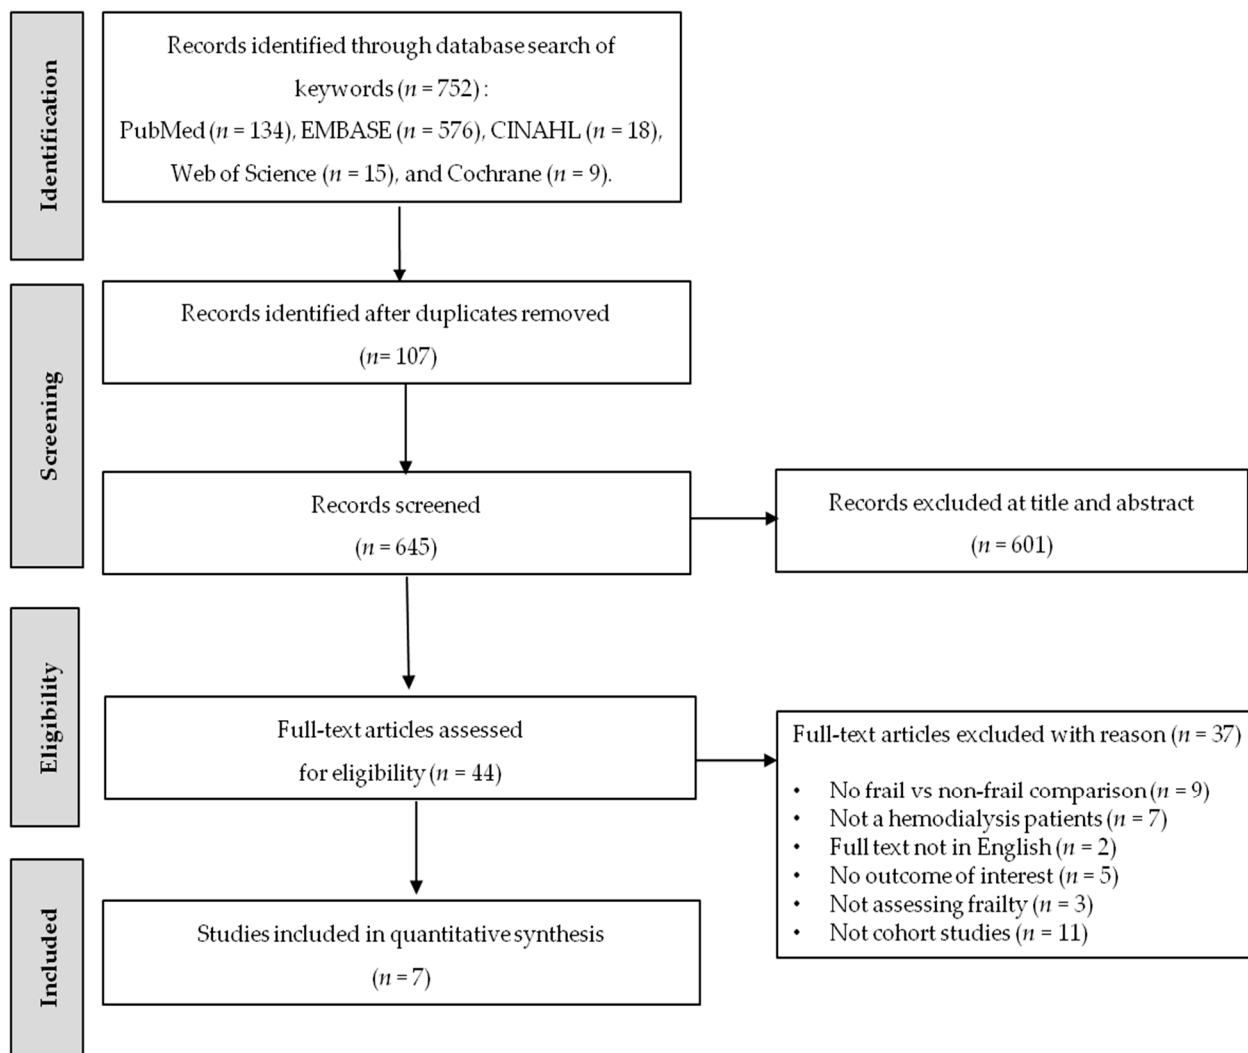 Identification
Records identified through database search of
keywords (n = 752) :
PubMed (n = 134), EMBASE (n = 576), CINAHL (n = 18),
Web of Science (n = 15), and Cochrane (n = 9).
Screening
Records identified after duplicates removed
(n= 107)
Records screened
(n = 645)
Records excluded at title and abstract
(n = 601)
Eligibility
Full-text articles assessed
for eligibility (n = 44)
Full-text articles excluded with reason (n = 37)
• No frail vs non-frail comparison (n = 9)
• Not a hemodialysis patients (n = 7)
• Full text not in English (n = 2)
• No outcome of interest (n = 5)
• Not assessing frailty (n = 3)
• Not cohort studies (n = 11)
Included
Studies included in quantitative synthesis
(n = 7)